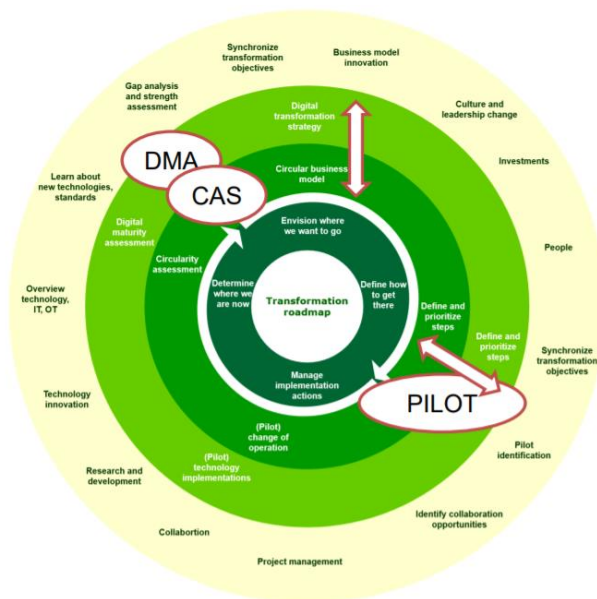 Synchronize
transformation
objectives
Business model
innovation
Gap analysis
and strength
assessment
Culture and
leadership change
Digital
transformation
strategy
DMA
Investments
Learn about
new technologies,
standards
CAS
Circular business
model
Digital
maturity
assessment
Envision where
we want to go
People
Circularity
assessment
Overview
technology,
IT, OT
Determine
where we
are now
Transformation
roadmap
Define how
to get
there
Define and
prioritize
steps
Define and
prioritize
steps
Synchronize
transformation
objectives
Manage
implementation
actions
PILOT
Technology
innovation
(Pilot)
change of
operation
Pilot
identification
(Pilot)
technology
implementations
Research and
development
Identify collaboration
opportunities
Collabortion
Project management